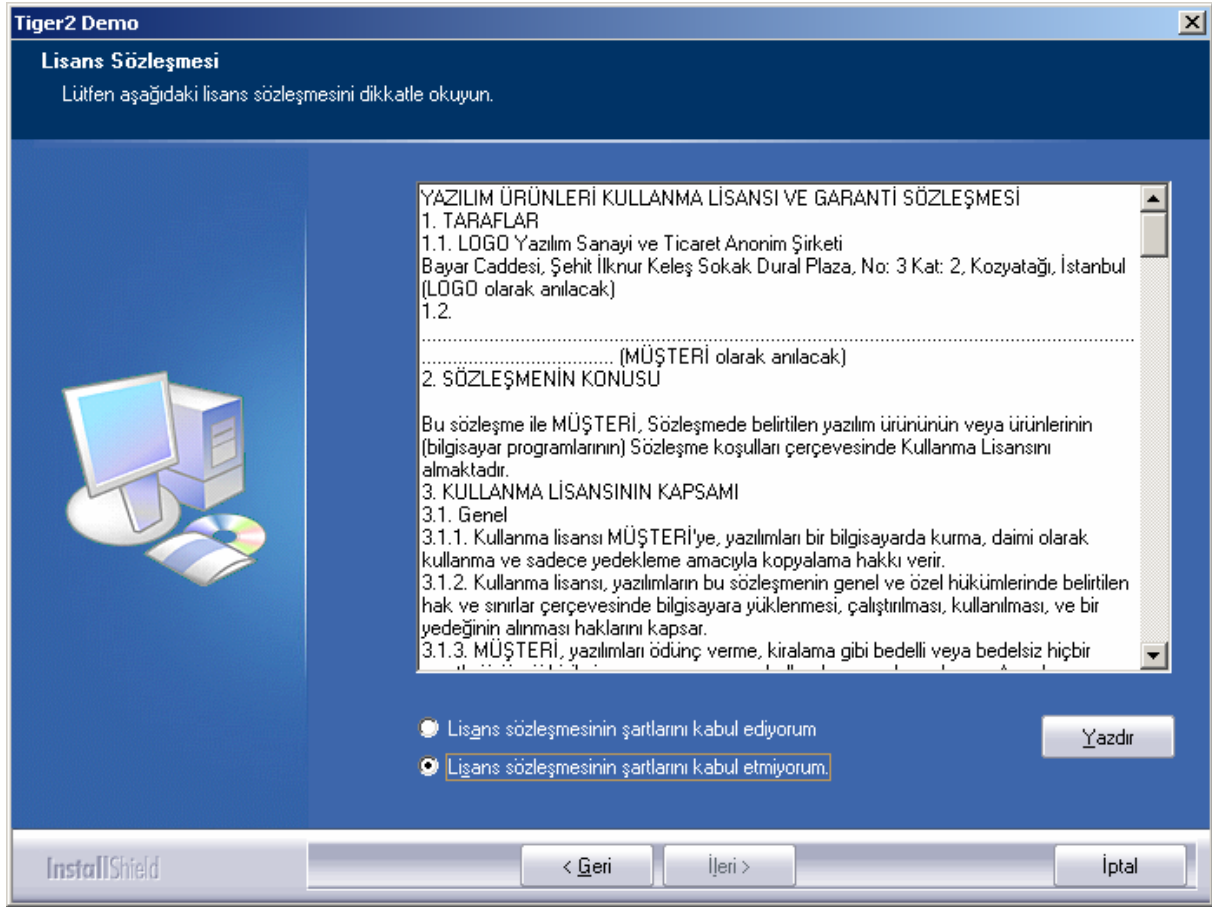 Tiger2 Demo
Lisans Sözleşmesi
Lütfen aşağıdaki lisans sözleşmesini dikkatle okuyun.
YAZILIM ÜRÜNLERİ KULLANMA LİSANSI VE GARANTİ SÖZLEŞMESİ
1. TARAFLAR
1.1. LOGO Yazılım Sanayi ve Ticaret Anonim Şirketi
Bayar Caddesi, Şehit İlknur Keleş Sokak Dural Plaza, No: 3 Kat: 2, Kozyatağı, İstanbul
(LOGO olarak anılacak)
1.2.
.......................................................................................................................................
..................................... (MÜŞTERİ olarak anılacak)
2. SÖZLEŞMENİN KONUSU
Bu sözleşme ile MÜŞTERİ, Sözleşmede belirtilen yazılım ürününün veya ürünlerinin
(bilgisayar programlarının) Sözleşme koşulları çerçevesinde Kullanma Lisansını
almaktadır.
3. KULLANMA LİSANSININ KAPSAMI
3.1. Genel
3.1.1. Kullanma lisansı MÜŞTERİ'ye, yazılımları bir bilgisayarda kurma, daimi olarak
kullanma ve sadece yedekleme amacıyla kopyalama hakkı verir.
3.1.2. Kullanma lisansı, yazılımların bu sözleşmenin genel ve özel hükümlerinde belirtilen
hak ve sınırlar çerçevesinde bilgisayara yüklenmesi, çalıştırılması, kullanılması, ve bir
yedeğinin alınması haklarını kapsar.
3.1.3. MÜŞTERİ, yazılımları ödünç verme, kiralama gibi bedelli veya bedelsiz hiçbir
Lisans sözleşmesinin şartlarını kabul ediyorum
Yazdır
Lisans sözleşmesinin şartlarını kabul etmiyorum.
InstallShield
< Geri
İleri >
İptal